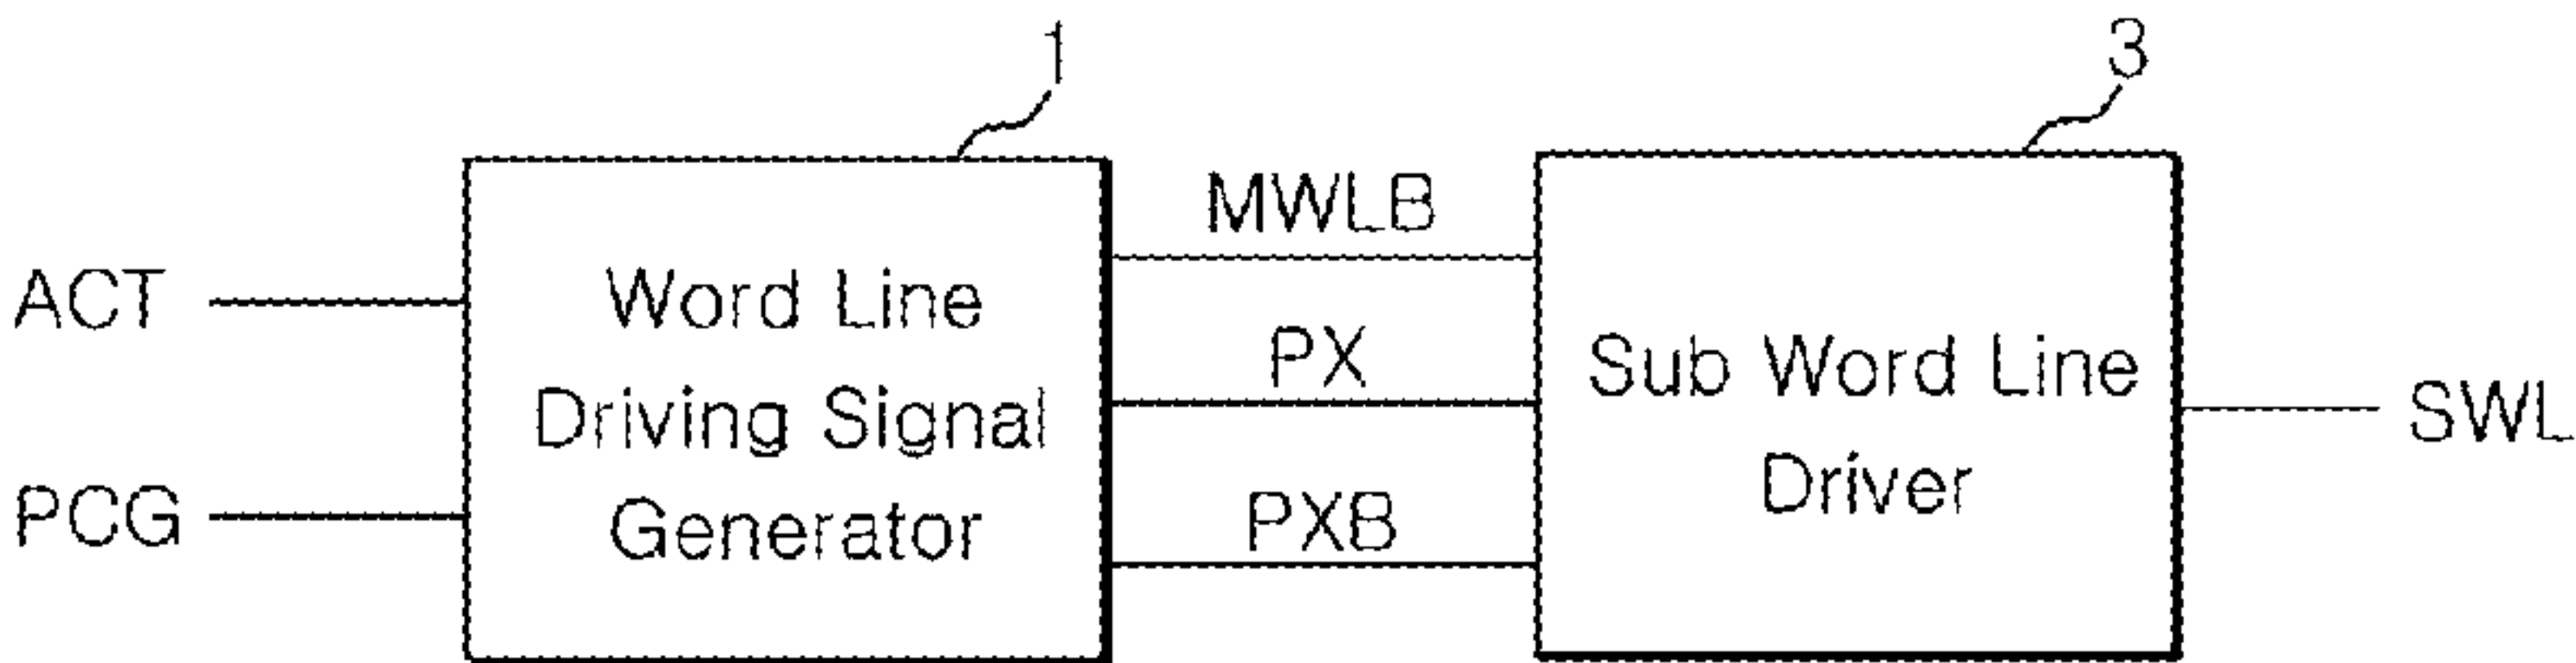 1
3
ACT
PCG
Word Line
Driving Signal
Generator
MWLB
PX
PXB
Sub Word Line
Driver
SWL